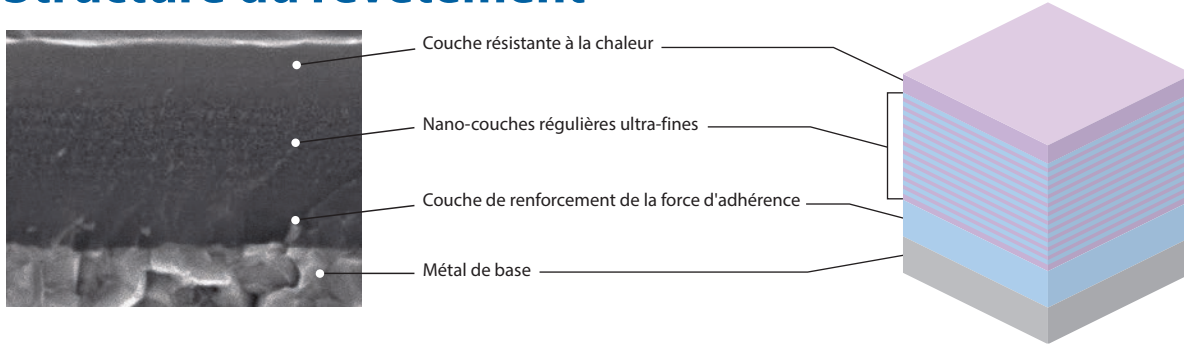 Structure du revêtement
Couche résistante à la chaleur
Nano-couches régulières ultra-fines
Couche de renforcement de la force d'adhérence
Métal de base